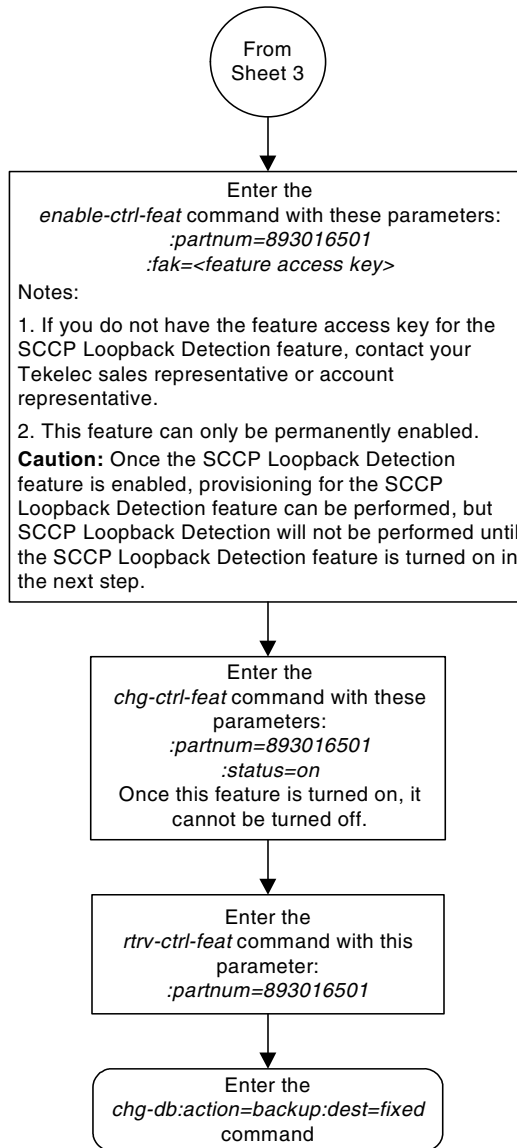 From
Sheet 3
Enter the
enable-ctrl-feat command with these parameters:
:partnum=893016501
:fak=<feature access key>
Notes:
1. If you do not have the feature access key for the
SCCP Loopback Detection feature, contact your
Tekelec sales representative or account
representative.
2. This feature can only be permanently enabled.
Caution: Once the SCCP Loopback Detection
feature is enabled, provisioning for the SCCP
Loopback Detection feature can be performed, but
SCCP Loopback Detection will not be performed until
the SCCP Loopback Detection feature is turned on in
the next step.
Enter the
chg-ctrl-feat command with these
parameters:
:partnum=893016501
:status=on
Once this feature is turned on, it
cannot be turned off.
Enter the
rtrv-ctrl-feat command with this
parameter:
:partnum=893016501
Enter the
chg-db:action=backup:dest=fixed
command